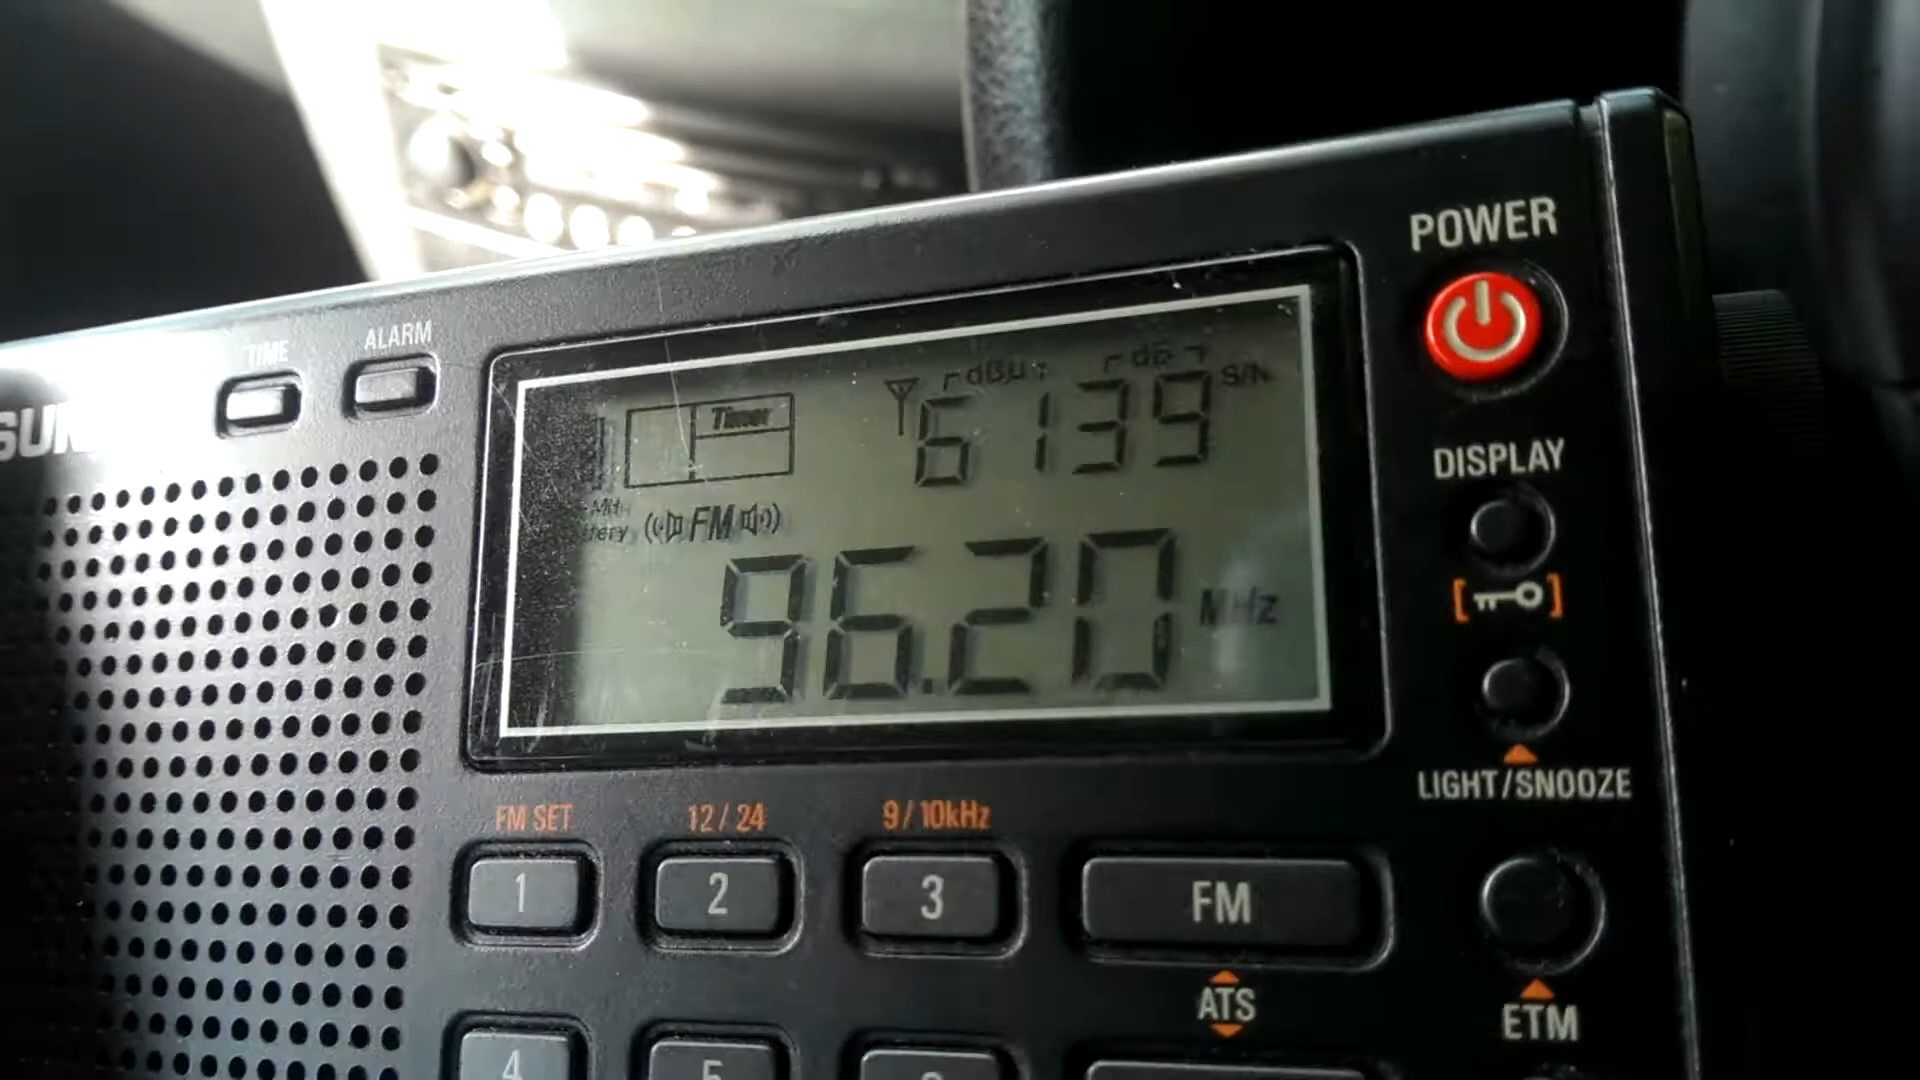 POWER
TIME
ALARM
dBµ
dB
S/N
Timer
6139
DISPLAY
FM
96.20 MHz
LIGHT/SNOOZE
FM SET
12/24
9/10kHz
1
2
3
FM
ATS
ETM
4
5